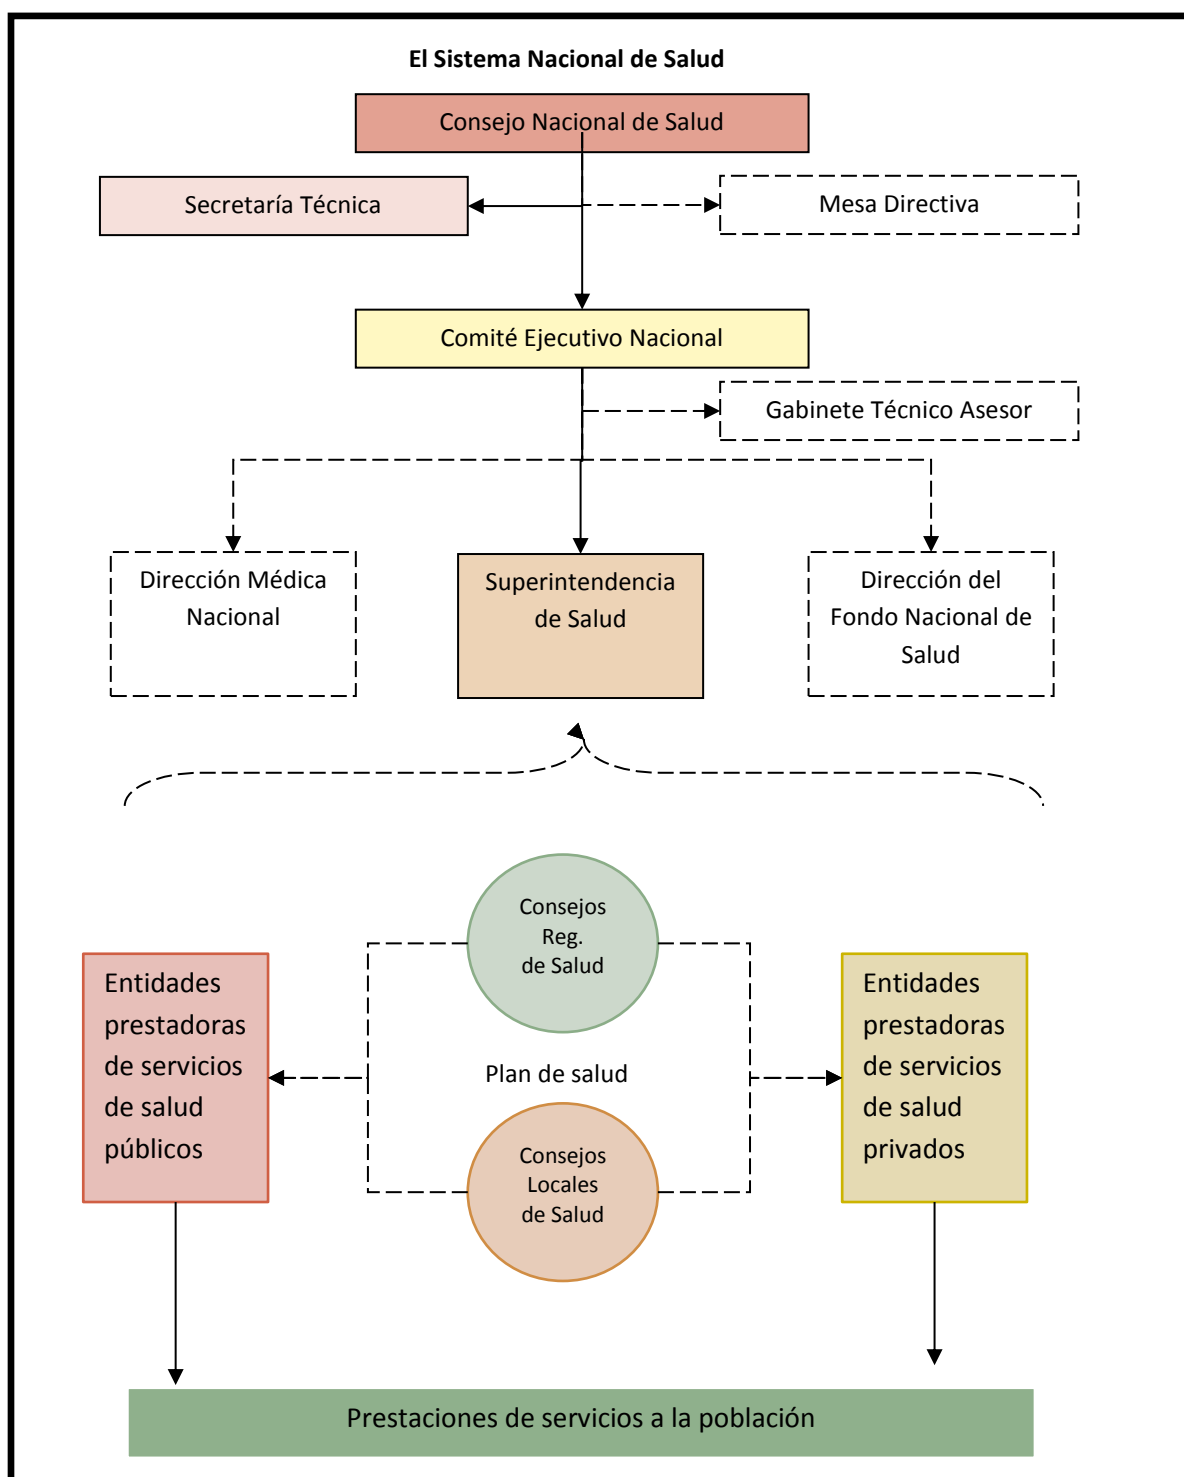 El Sistema Nacional de Salud
Consejo Nacional de Salud
Secretaría Técnica
Mesa Directiva
Comité Ejecutivo Nacional
Gabinete Técnico Asesor
Dirección Médica
Nacional
Superintendencia
de Salud
Dirección del
Fondo Nacional de
Salud
Consejos
Reg.
de Salud
Entidades
prestadoras
de servicios
de salud
públicos
Plan de salud
Entidades
prestadoras
de servicios
de salud
privados
Consejos
Locales
de Salud
Prestaciones de servicios a la población